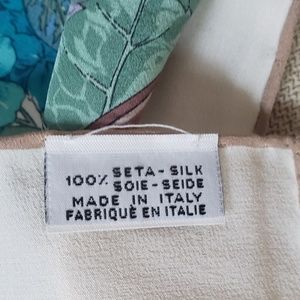 100% SETA - SILK
SOIE - SEIDE
MADE IN ITALY
FABRIQUÈ EN ITALIE